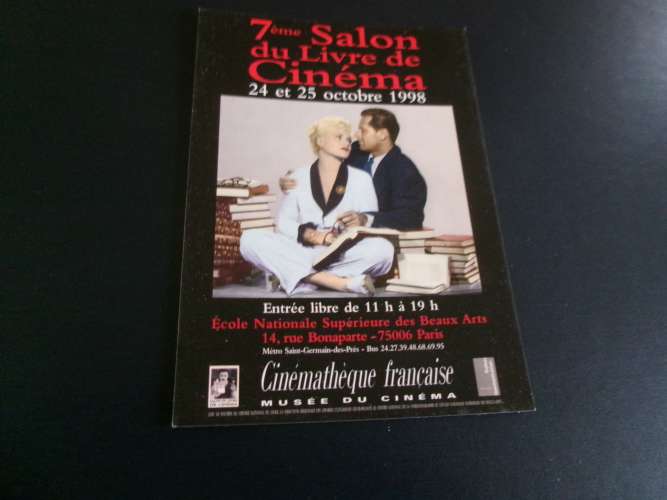 7ème Salon
du Livre de
Cinéma
24 et 25 octobre 1998
Entrée libre de 11 h à 19 h
École Nationale Supérieure des Beaux Arts
14, rue Bonaparte - 75006 Paris
Métro Saint-Germain-des-Prés - Bus 24.27.39.48.68.69.95
Cinémathèque française
MUSÉE DU CINÉMA